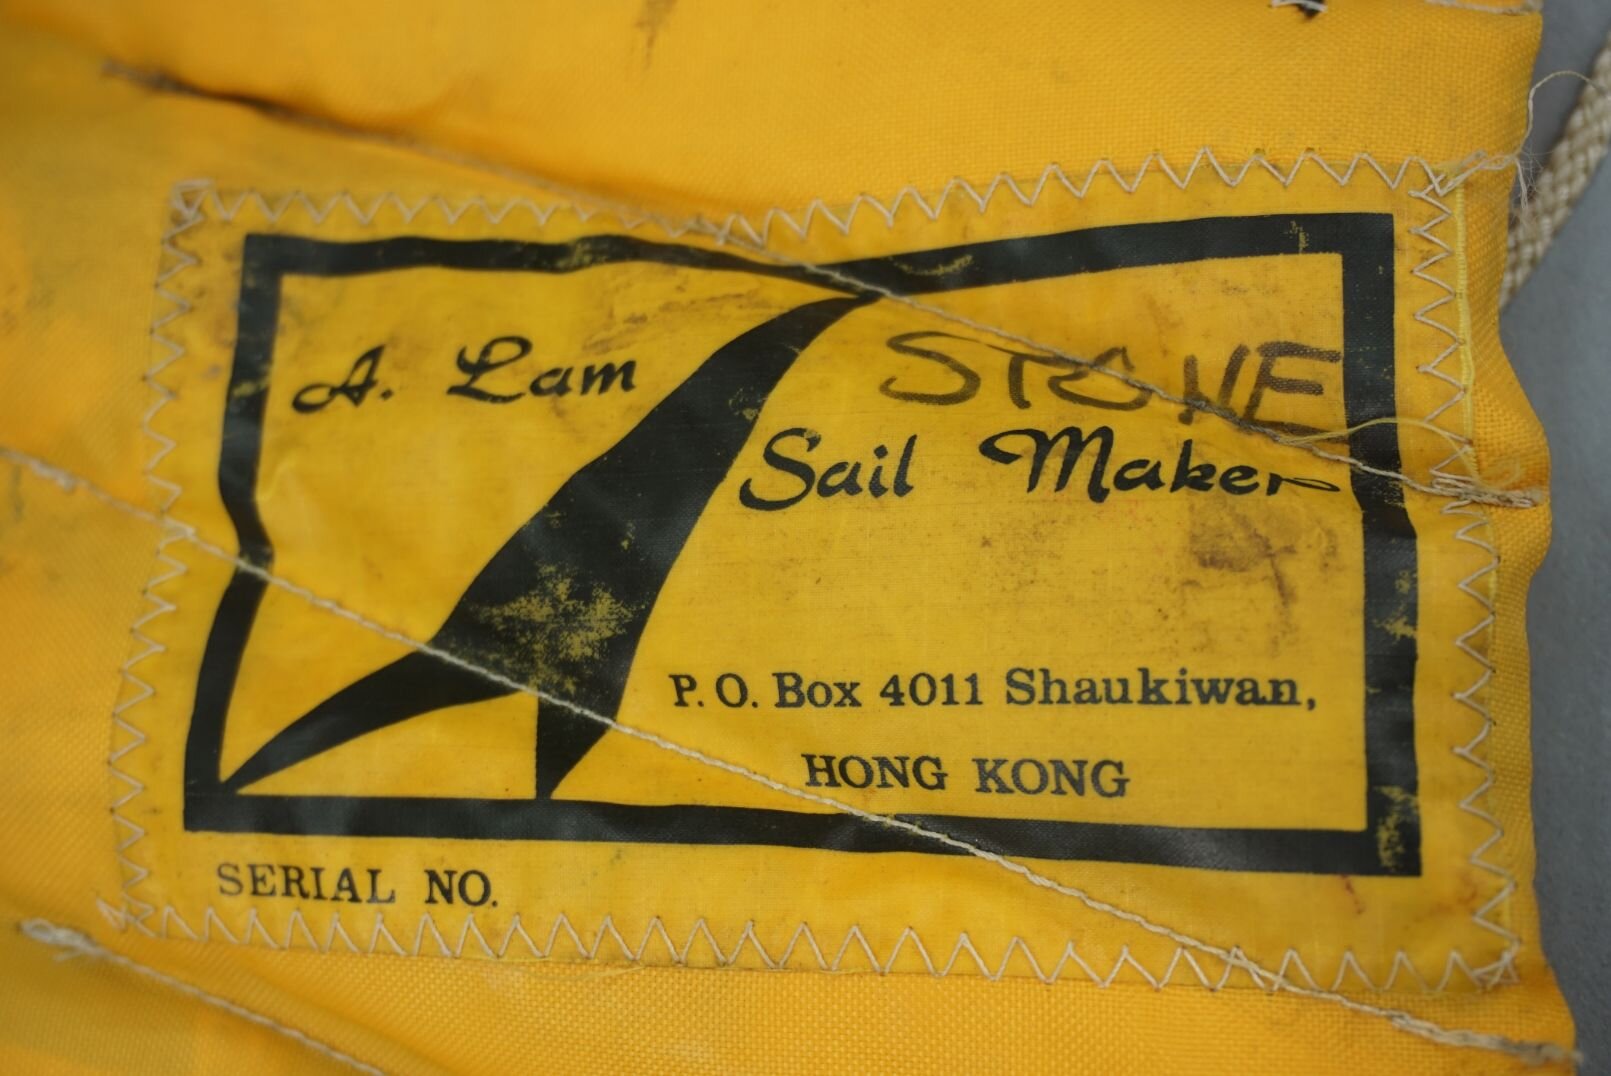 A. Lam
STONE
Sail Maker
P. O. Box 4011 Shaukiwan,
HONG KONG
SERIAL NO.